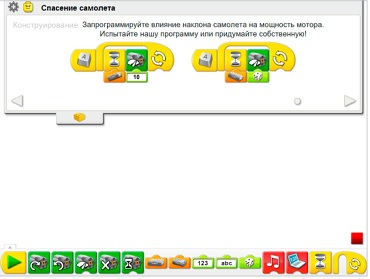 Спасение самолета
Конструирование
Запрограммируйте влияние наклона самолета на мощность мотора.
Испытайте нашу программу или придумайте собственную!
A
A
10
123
abc